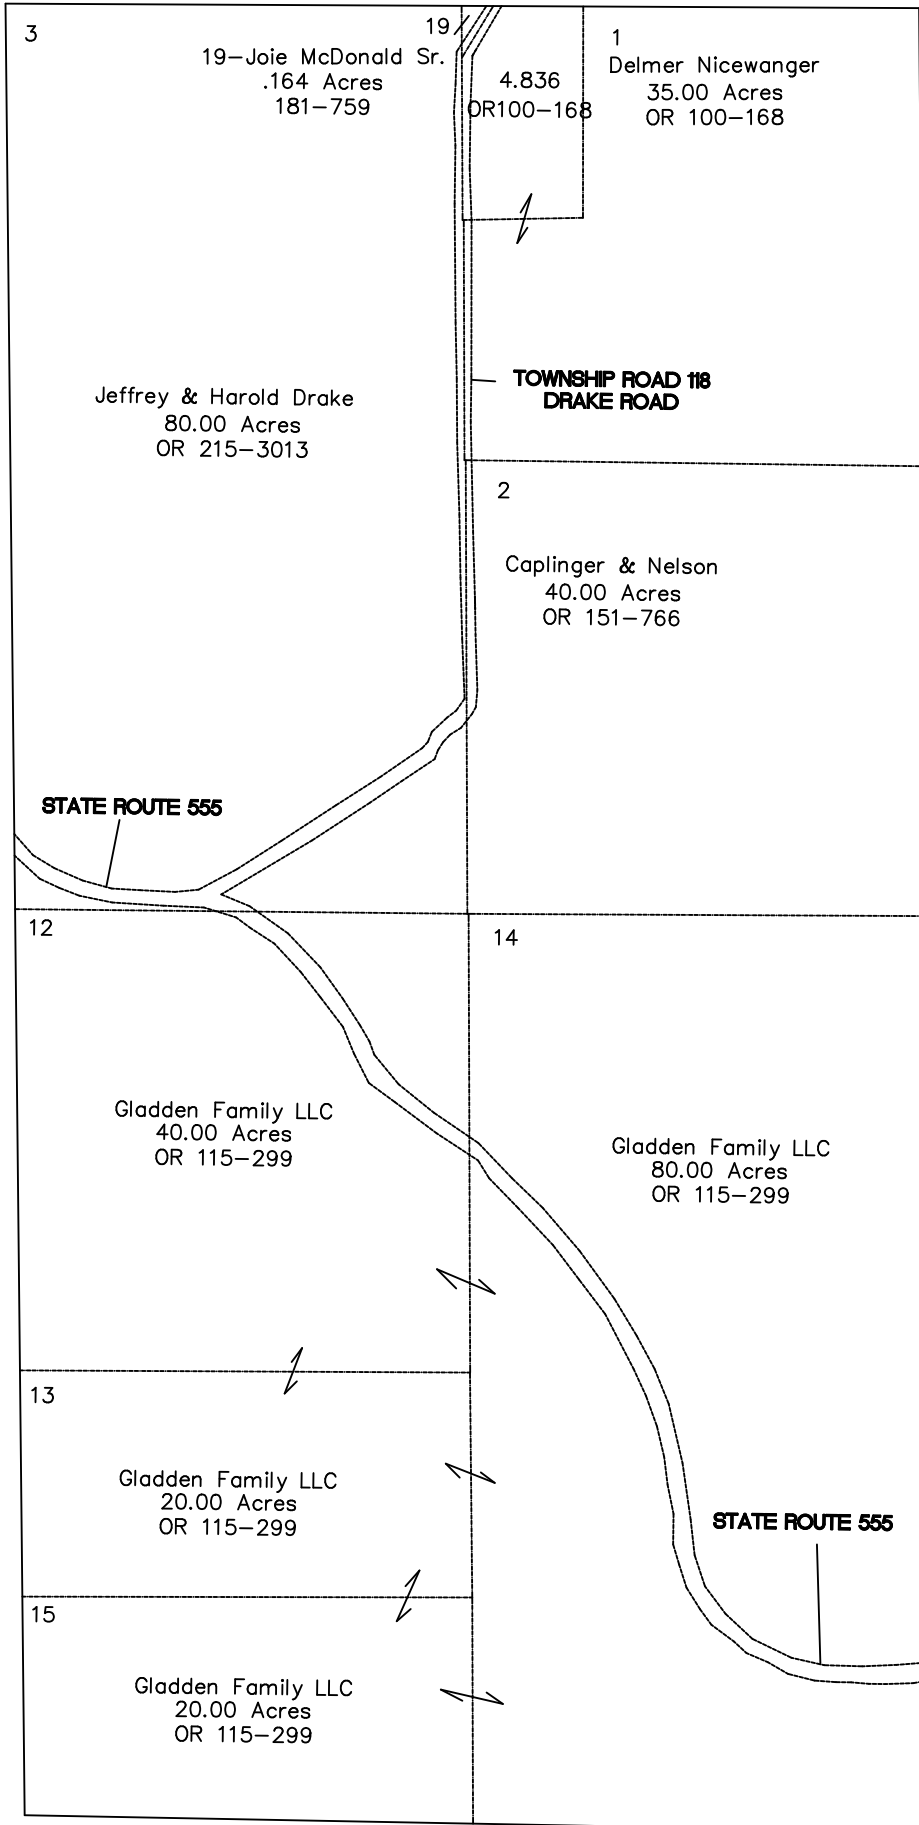 3
19
19-Joie McDonald Sr.
.164 Acres
181-759
4.836
OR100-168
1
Delmer Nicewanger
35.00 Acres
OR 100-168
Jeffrey & Harold Drake
80.00 Acres
OR 215-3013
TOWNSHIP ROAD 118
DRAKE ROAD
2
Caplinger & Nelson
40.00 Acres
OR 151-766
STATE ROUTE 555
12
14
Gladden Family LLC
40.00 Acres
OR 115-299
Gladden Family LLC
80.00 Acres
OR 115-299
13
Gladden Family LLC
20.00 Acres
OR 115-299
STATE ROUTE 555
15
Gladden Family LLC
20.00 Acres
OR 115-299